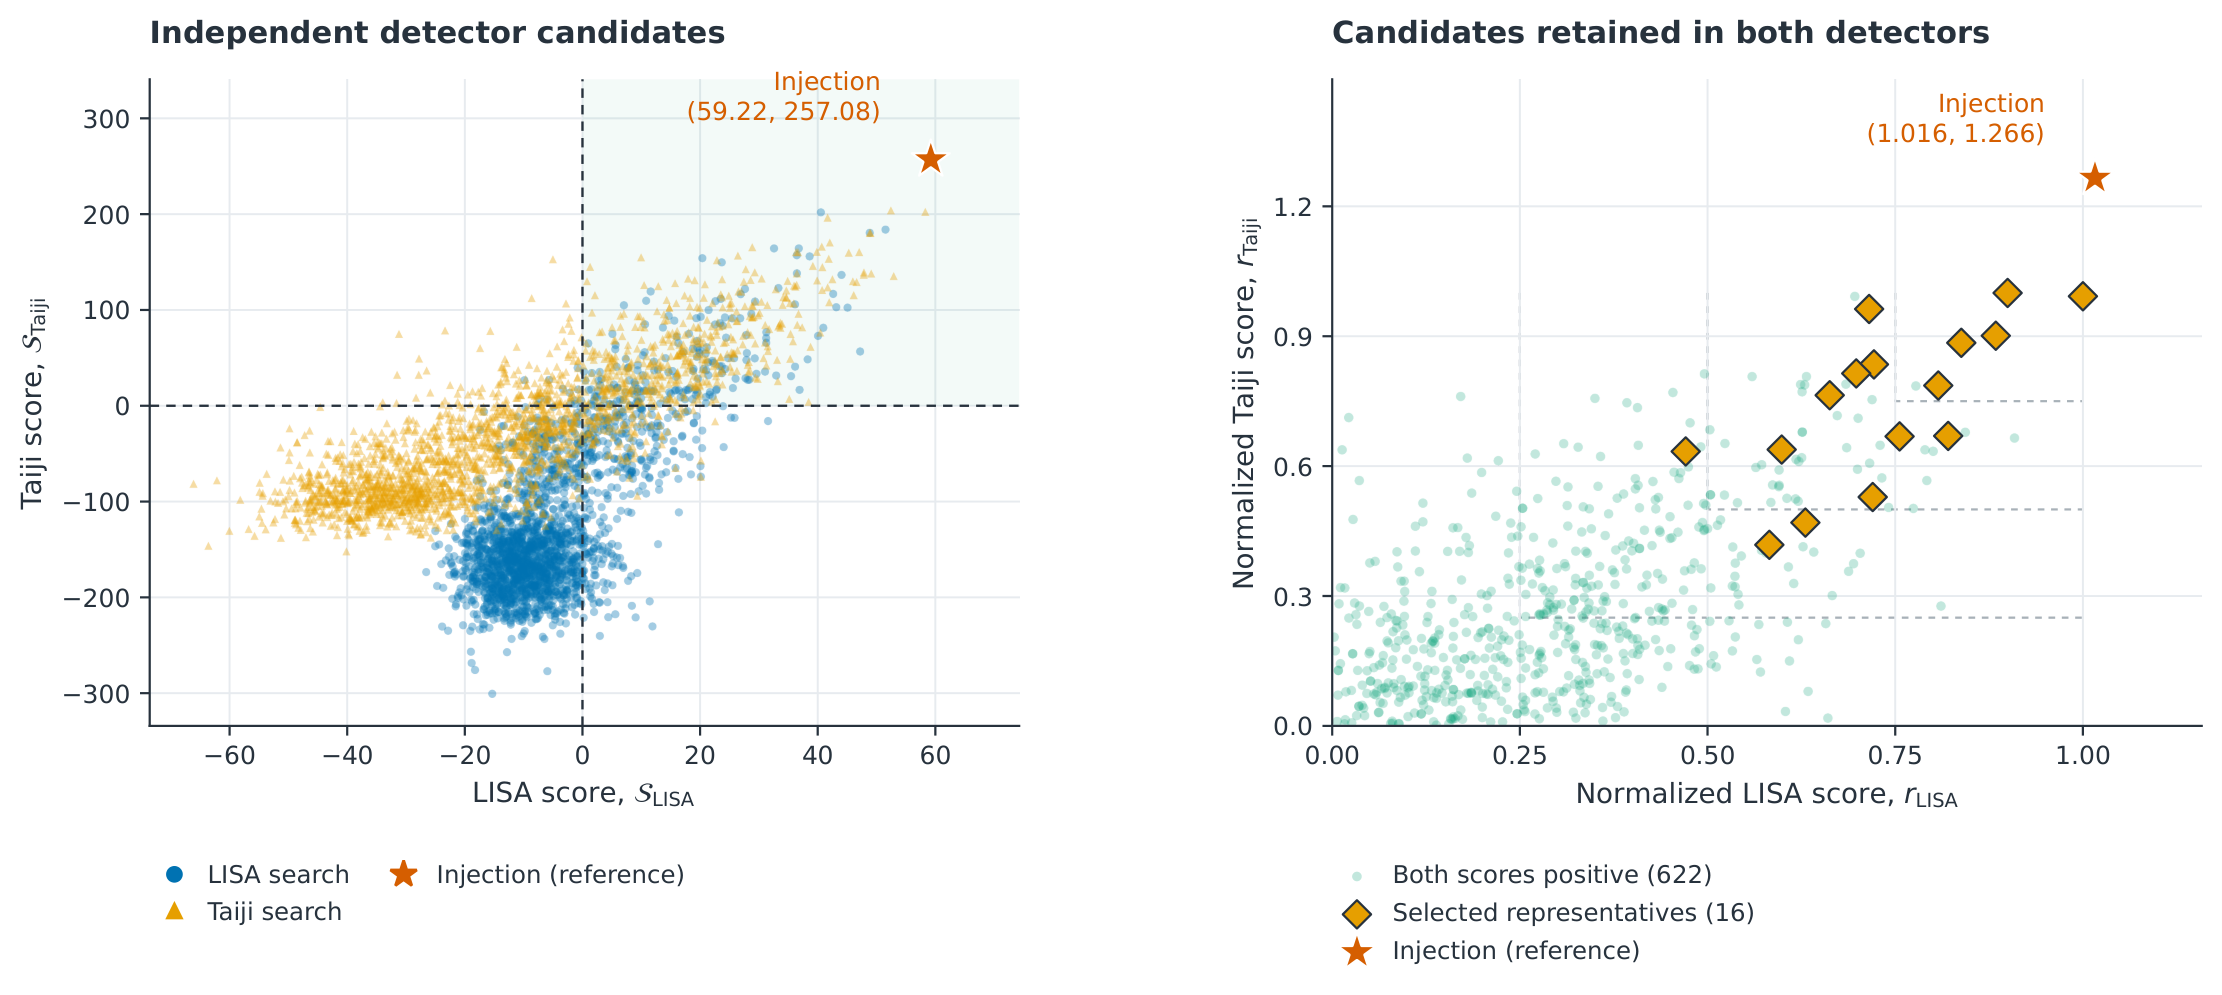 Independent detector candidates
Injection
(59.22, 257.08)
300
200
100
0
−100
−200
−300
Taiji score, 𝒮Taiji
−60
−40
−20
0
20
40
60
LISA score, 𝒮LISA
LISA search
Injection (reference)
Taiji search
Candidates retained in both detectors
Injection
(1.016, 1.266)
1.2
0.9
0.6
0.3
0.0
Normalized Taiji score, rTaiji
0.00
0.25
0.50
0.75
1.00
Normalized LISA score, rLISA
Both scores positive (622)
Selected representatives (16)
Injection (reference)